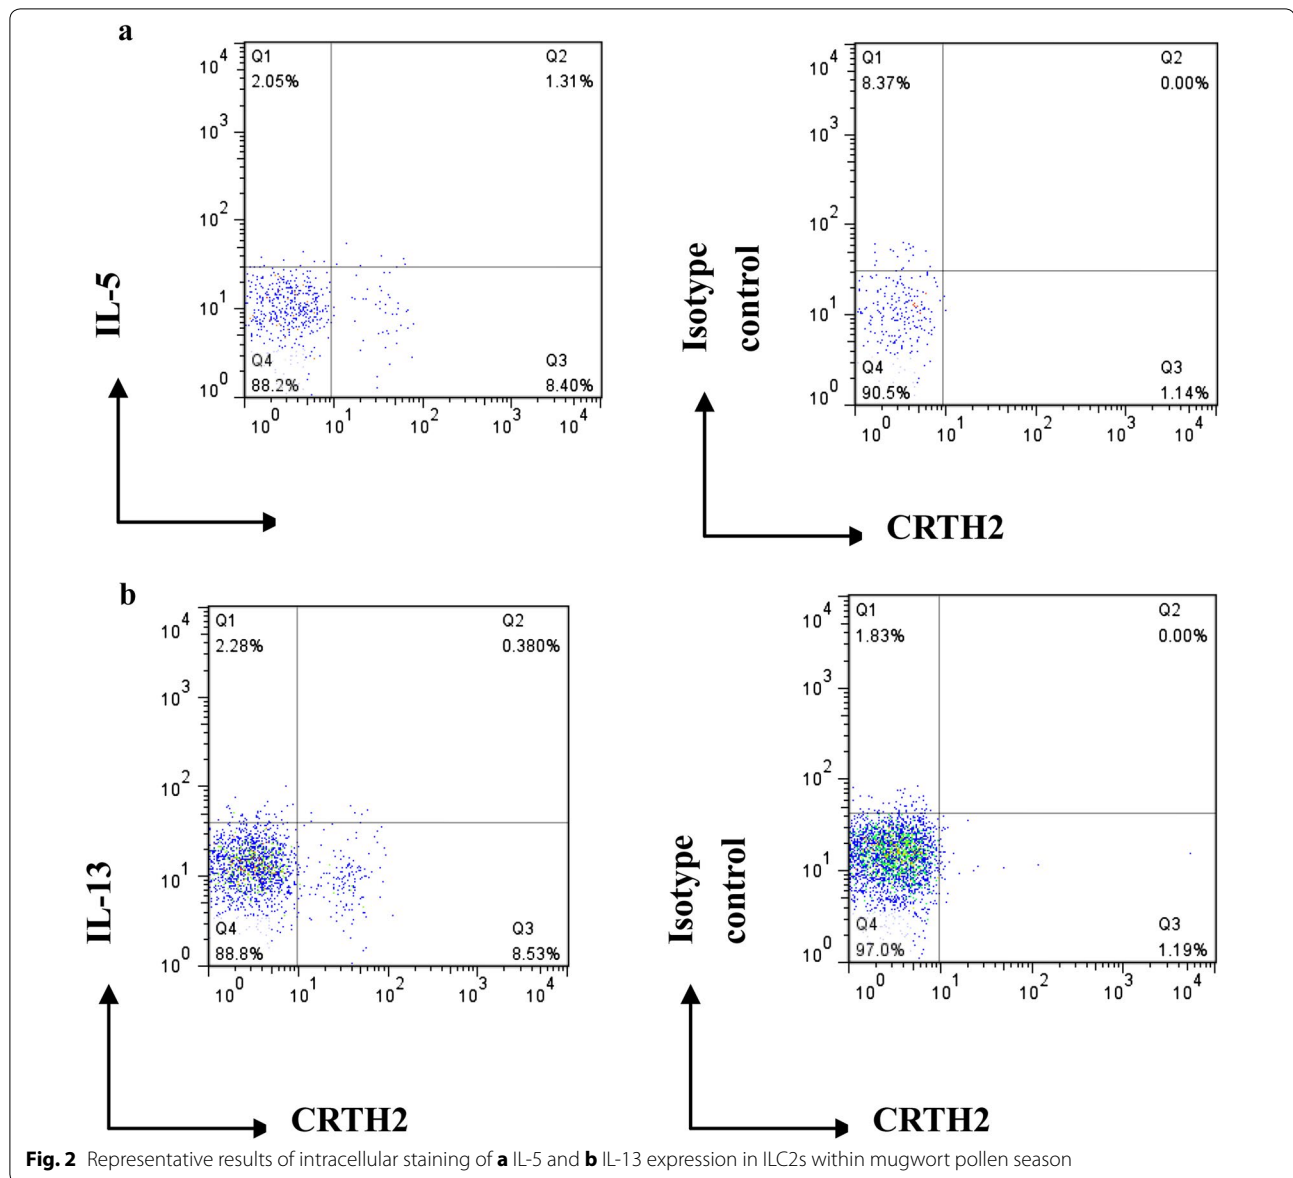 a
Q1
2.05%
Q2
1.31%
Q4
88.2%
Q3
8.40%
10^4
10^3
10^2
10^1
10^0
10^0 10^1 10^2 10^3 10^4
IL-5
Q1
8.37%
Q2
0.00%
Q4
90.5%
Q3
1.14%
10^4
10^3
10^2
10^1
10^0
10^0 10^1 10^2 10^3 10^4
Isotype
control
CRTH2
b
Q1
2.28%
Q2
0.380%
Q4
88.8%
Q3
8.53%
10^4
10^3
10^2
10^1
10^0
10^0 10^1 10^2 10^3 10^4
IL-13
CRTH2
Q1
1.83%
Q2
0.00%
Q4
97.0%
Q3
1.19%
10^4
10^3
10^2
10^1
10^0
10^0 10^1 10^2 10^3 10^4
Isotype
control
CRTH2
Fig. 2 Representative results of intracellular staining of a IL-5 and b IL-13 expression in ILC2s within mugwort pollen season